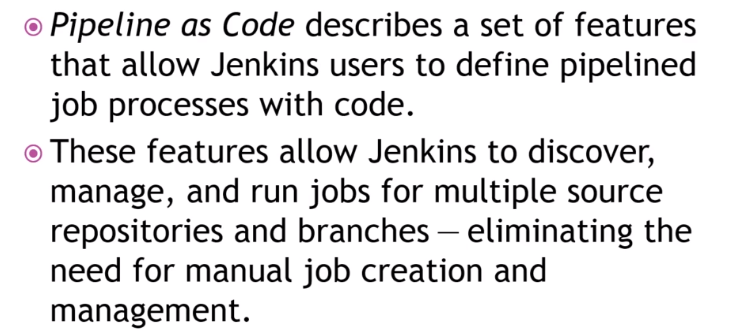 Pipeline as Code describes a set of features
that allow Jenkins users to define pipelined
job processes with code.
These features allow Jenkins to discover,
manage, and run jobs for multiple source
repositories and branches — eliminating the
need for manual job creation and
management.